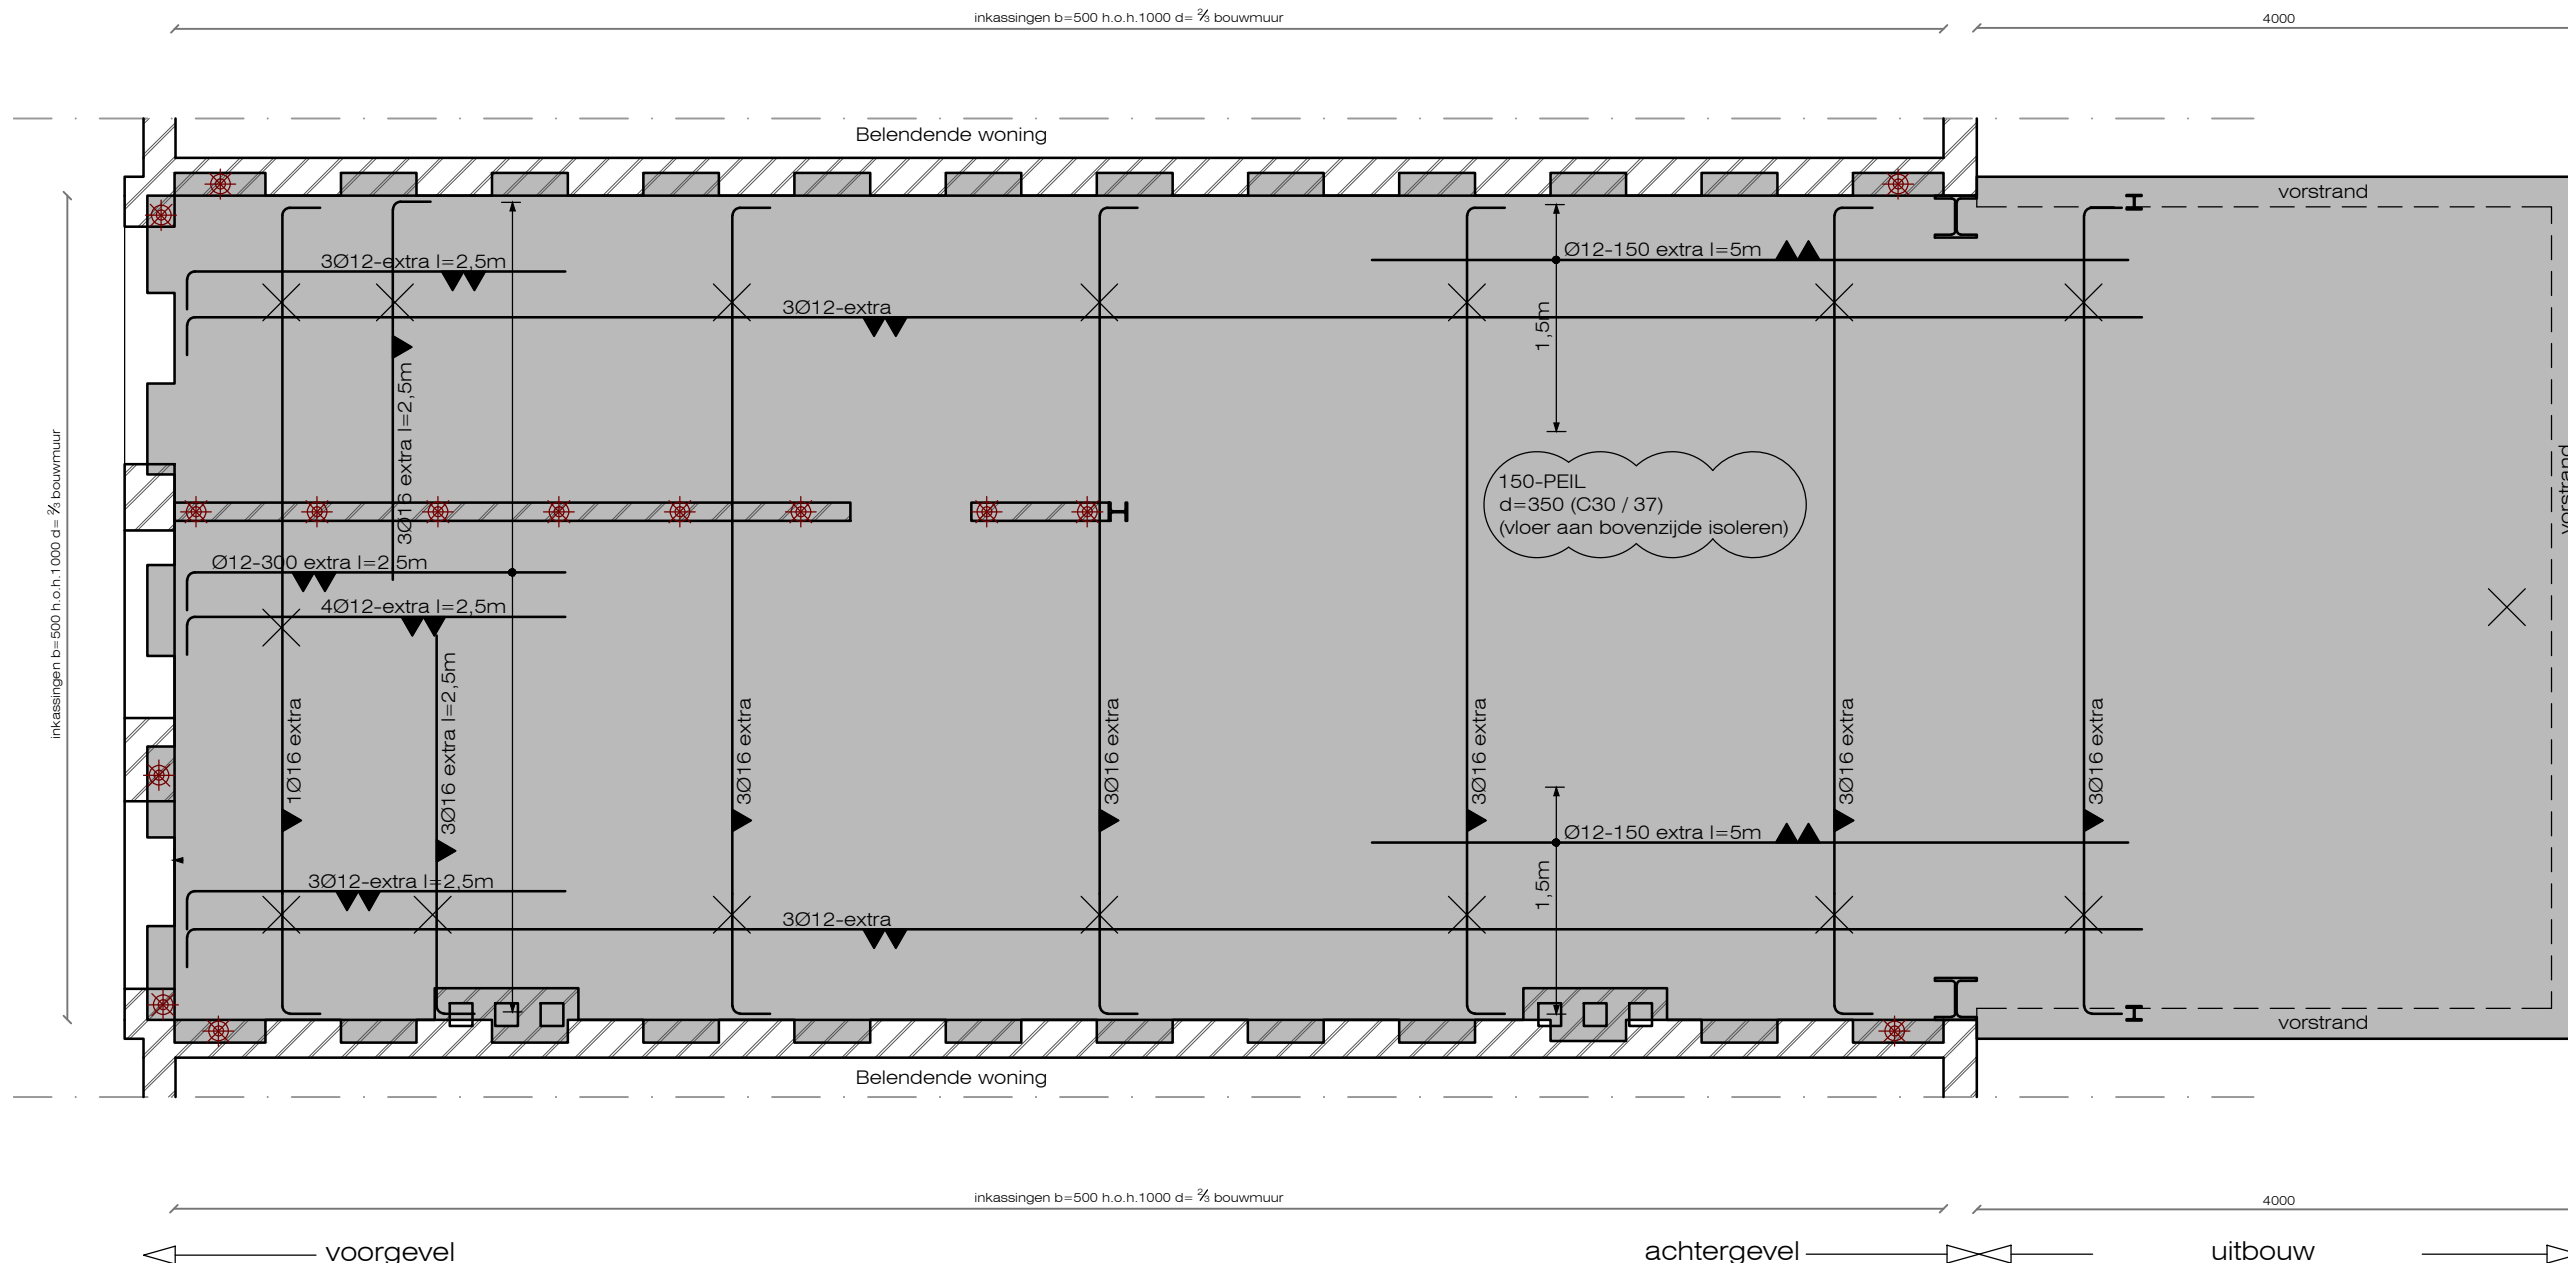 inkassingen b=500 h.o.h.1000 d= ⅔ bouwmuur
4000
Belendende woning
vorstrand
3Ø12-extra l=2,5m
Ø12-150 extra l=5m
3Ø12-extra
1,5m
3Ø16 extra l=2,5m
inkassingen b=500 h.o.h.1000 d= ⅔ bouwmuur
150-PEIL
d=350 (C30 / 37)
(vloer aan bovenzijde isoleren)
vorstrand
Ø12-300 extra l=2,5m
4Ø12-extra l=2,5m
3Ø16 extra l=2,5m
1Ø16 extra
3Ø16 extra
3Ø16 extra
3Ø16 extra
3Ø16 extra
3Ø16 extra
Ø12-150 extra l=5m
1,5m
3Ø12-extra l=2,5m
3Ø12-extra
vorstrand
Belendende woning
inkassingen b=500 h.o.h.1000 d= ⅔ bouwmuur
4000
voorgevel
achtergevel
uitbouw